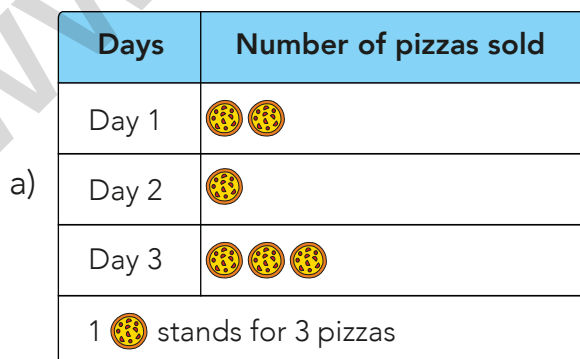 Days Number of pizzas sold
Day 1
a) Day 2
Day 3
1 stands for 3 pizzas